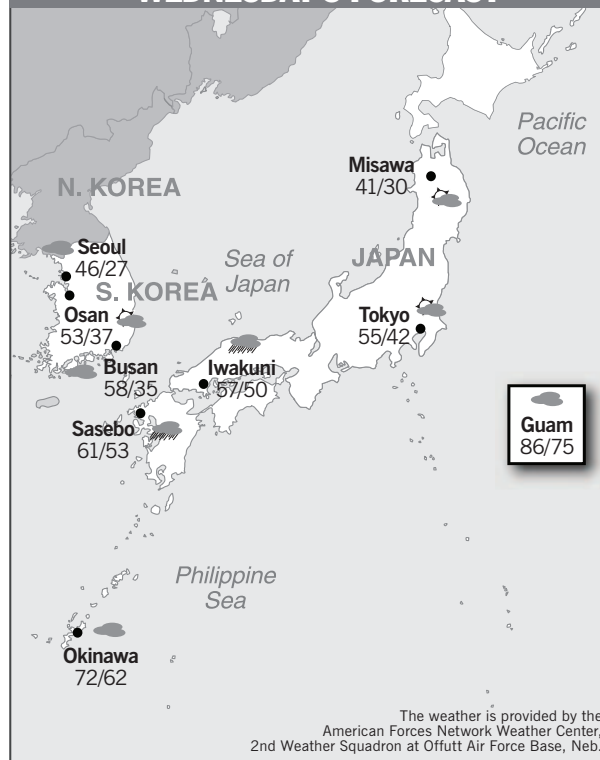 Pacific
Ocean
Misawa
41/30
N. KOREA
Seoul
46/27
Sea of
Japan
JAPAN
S. KOREA
Osan
53/37
Tokyo
55/42
Busan
58/35
Iwakuni
57/50
Guam
86/75
Sasebo
61/53
Philippine
Sea
Okinawa
72/62
The weather is provided by the
American Forces Network Weather Center,
2nd Weather Squadron at Offutt Air Force Base, Neb.